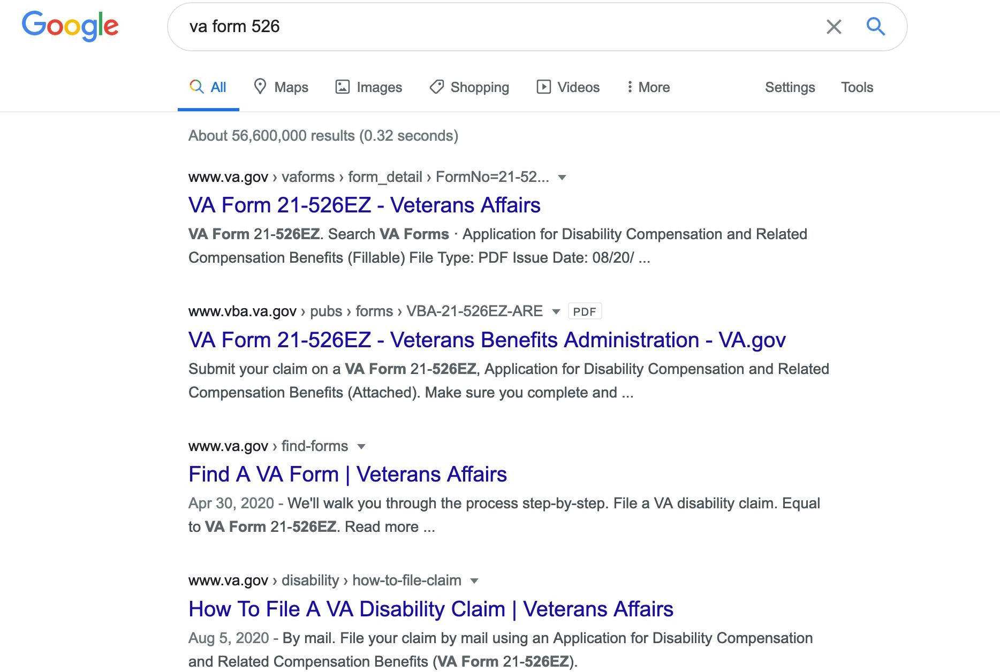 Google
va form 526
All
Maps
Images
Shopping
Videos
More
Settings
Tools
About 56,600,000 results (0.32 seconds)
www.va.gov › vaforms › form_detail › FormNo=21-52...
VA Form 21-526EZ - Veterans Affairs
VA Form 21-526EZ. Search VA Forms · Application for Disability Compensation and Related
Compensation Benefits (Fillable) File Type: PDF Issue Date: 08/20/ ...
www.vba.va.gov › pubs › forms › VBA-21-526EZ-ARE PDF
VA Form 21-526EZ - Veterans Benefits Administration - VA.gov
Submit your claim on a VA Form 21-526EZ, Application for Disability Compensation and Related
Compensation Benefits (Attached). Make sure you complete and ...
www.va.gov › find-forms
Find A VA Form | Veterans Affairs
Apr 30, 2020 - We'll walk you through the process step-by-step. File a VA disability claim. Equal
to VA Form 21-526EZ. Read more ...
www.va.gov › disability › how-to-file-claim
How To File A VA Disability Claim | Veterans Affairs
Aug 5, 2020 - By mail. File your claim by mail using an Application for Disability Compensation
and Related Compensation Benefits (VA Form 21-526EZ).